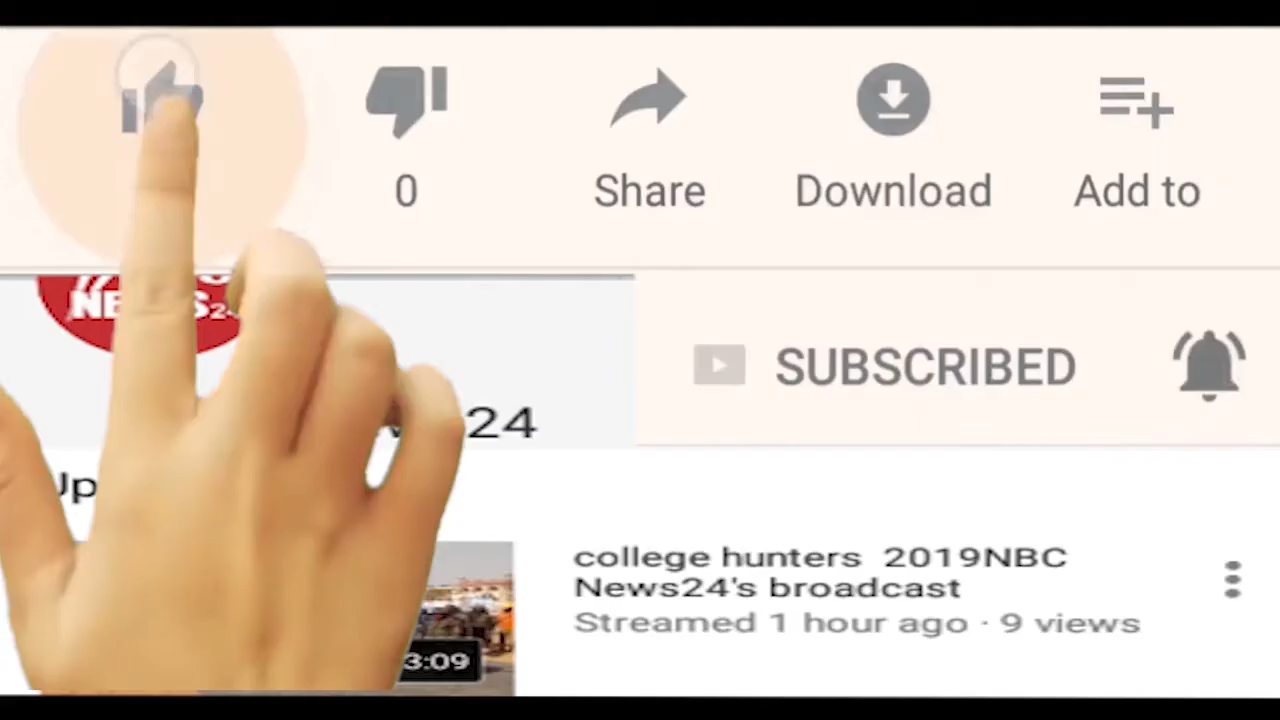 0
Share
Download
Add to
SUBSCRIBED
24
Up
college hunters 2019NBC
News24's broadcast
Streamed 1 hour ago · 9 views
3:09